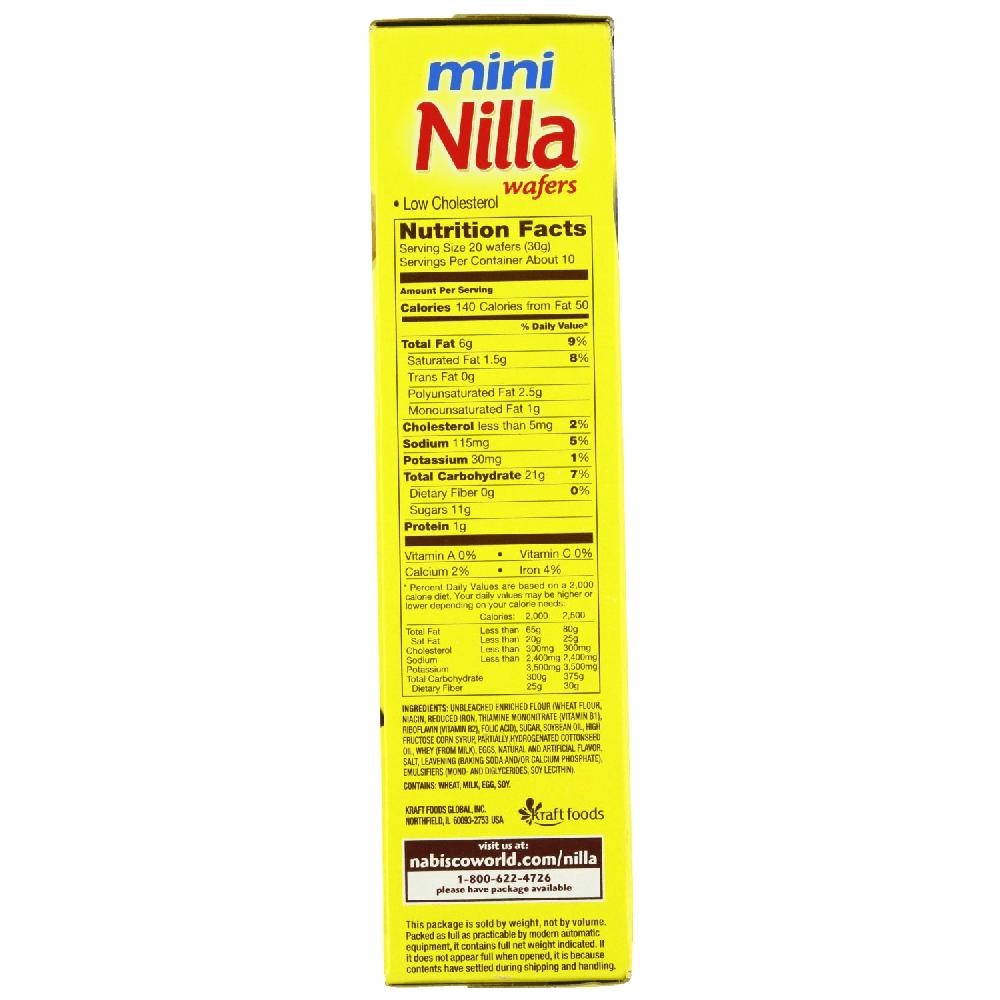 mini
Nilla
wafers
• Low Cholesterol
Nutrition Facts
Serving Size 20 wafers (30g)
Servings Per Container About 10
Amount Per Serving
Calories 140 Calories from Fat 50
% Daily Value*
Total Fat 6g 9%
Saturated Fat 1.5g 8%
Trans Fat 0g
Polyunsaturated Fat 2.5g
Monounsaturated Fat 1g
Cholesterol less than 5mg 2%
Sodium 115mg 5%
Potassium 30mg 1%
Total Carbohydrate 21g 7%
Dietary Fiber 0g 0%
Sugars 11g
Protein 1g
Vitamin A 0% • Vitamin C 0%
Calcium 2% • Iron 4%
* Percent Daily Values are based on a 2,000
calorie diet. Your daily values may be higher or
lower depending on your calorie needs:
Calories: 2,000 2,500
Total Fat Less than 65g 80g
Sat Fat Less than 20g 25g
Cholesterol Less than 300mg 300mg
Sodium Less than 2,400mg 2,400mg
Potassium 3,500mg 3,500mg
Total Carbohydrate 300g 375g
Dietary Fiber 25g 30g
INGREDIENTS: UNBLEACHED ENRICHED FLOUR (WHEAT FLOUR,
NIACIN, REDUCED IRON, THIAMINE MONONITRATE (VITAMIN B1),
RIBOFLAVIN (VITAMIN B2), FOLIC ACID), SUGAR, SOYBEAN OIL, HIGH
FRUCTOSE CORN SYRUP, PARTIALLY HYDROGENATED COTTONSEED
OIL, WHEY (FROM MILK), EGGS, NATURAL AND ARTIFICIAL FLAVOR,
SALT, LEAVENING (BAKING SODA AND/OR CALCIUM PHOSPHATE),
EMULSIFIERS (MONO- AND DIGLYCERIDES, SOY LECITHIN).
CONTAINS: WHEAT, MILK, EGG, SOY.
KRAFT FOODS GLOBAL, INC.
NORTHFIELD, IL 60093-2753 USA
kraft foods
visit us at:
nabiscoworld.com/nilla
1-800-622-4726
please have package available
This package is sold by weight, not by volume.
Packed as full as practicable by modern automatic
equipment, it contains full net weight indicated. If
it does not appear full when opened, it is because
contents have settled during shipping and handling.